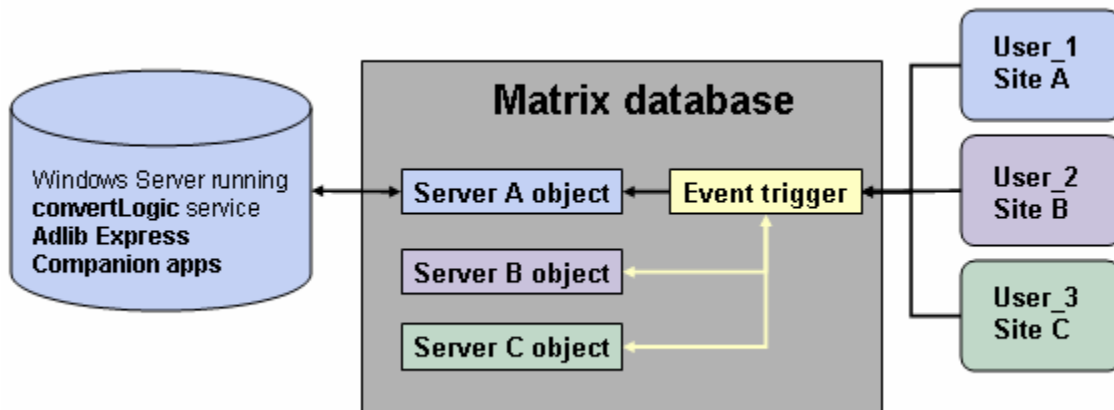 Windows Server running
convertLogic service
Adlib Express
Companion apps
Matrix database
Server A object
Event trigger
Server B object
Server C object
User_1
Site A
User_2
Site B
User_3
Site C